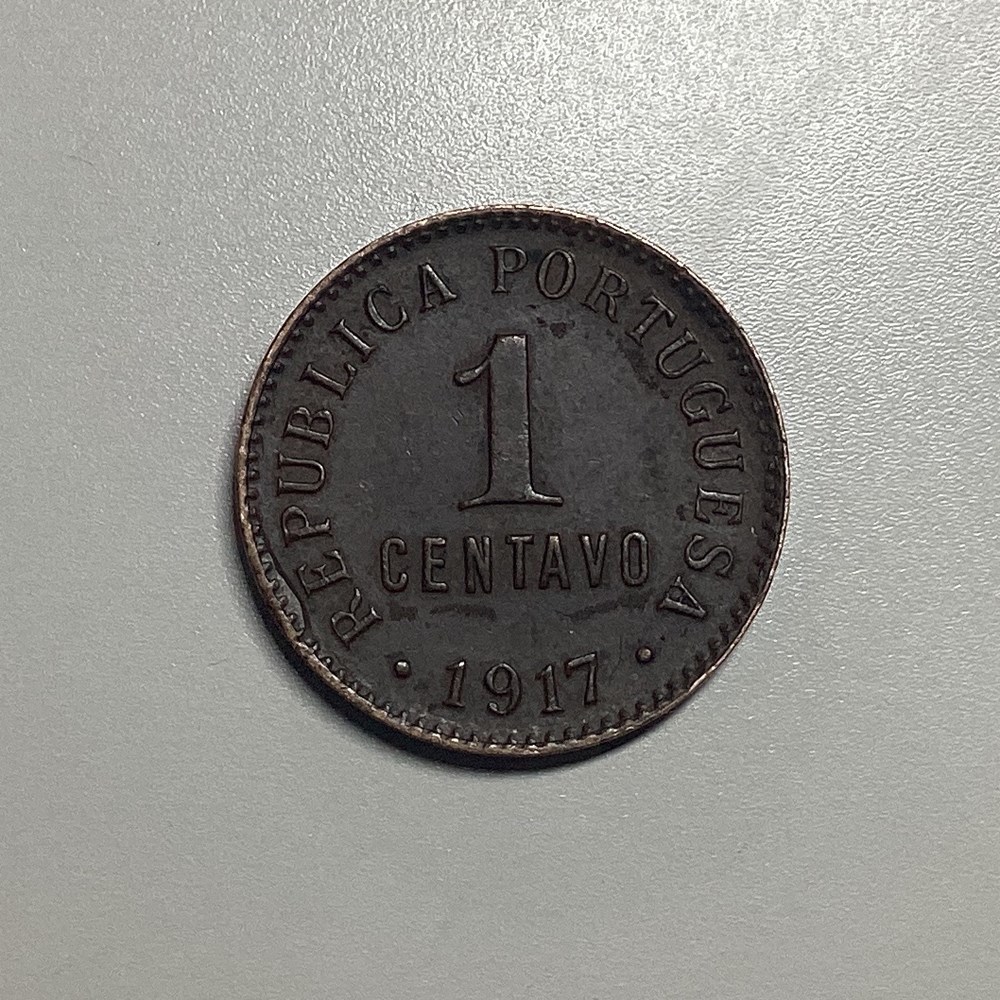 REPUBLICA PORTUGUESA
1
CENTAVO
· 1917 ·